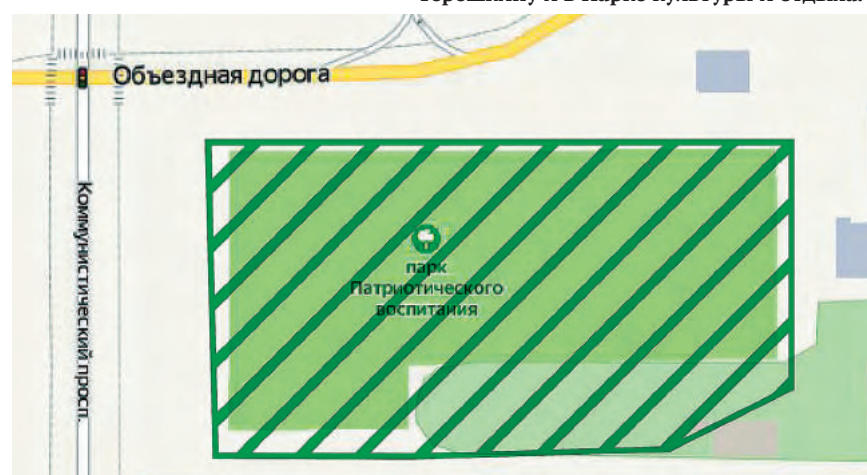 Объездная дорога
Коммунистический просп.
парк
Патриотического
воспитания